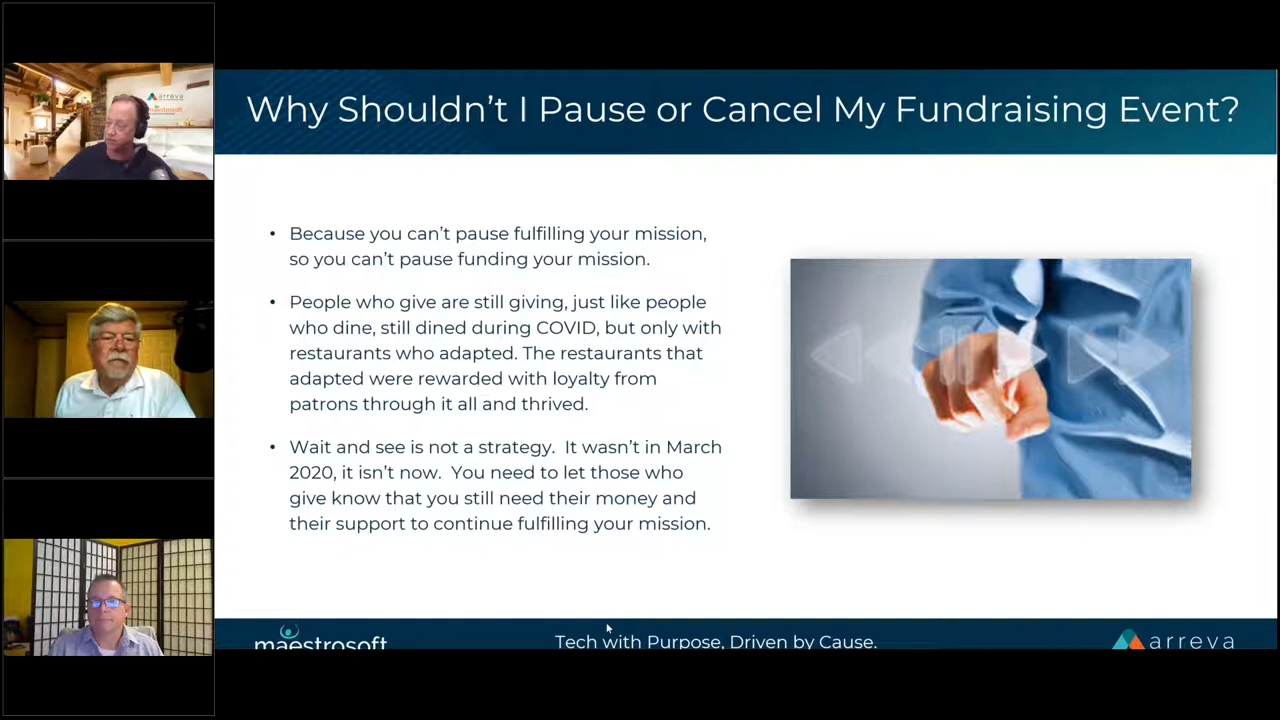 arreva
maestrosoft
Why Shouldn’t I Pause or Cancel My Fundraising Event?
• Because you can’t pause fulfilling your mission,
so you can’t pause funding your mission.
• People who give are still giving, just like people
who dine, still dined during COVID, but only with
restaurants who adapted. The restaurants that
adapted were rewarded with loyalty from
patrons through it all and thrived.
• Wait and see is not a strategy.  It wasn’t in March
2020, it isn’t now.  You need to let those who
give know that you still need their money and
their support to continue fulfilling your mission.
maestrosoft
Tech with Purpose, Driven by Cause.
arreva